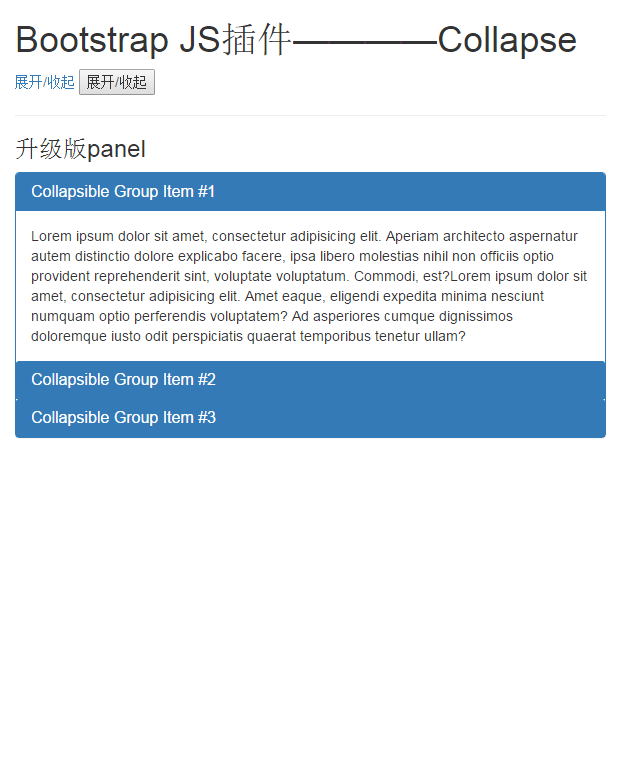 Bootstrap JS插件————Collapse
展开/收起 展开/收起
升级版panel
Collapsible Group Item #1
Lorem ipsum dolor sit amet, consectetur adipisicing elit. Aperiam architecto aspernatur
autem distinctio dolore explicabo facere, ipsa libero molestias nihil non officiis optio
provident reprehenderit sint, voluptate voluptatum. Commodi, est?Lorem ipsum dolor sit
amet, consectetur adipisicing elit. Amet eaque, eligendi expedita minima nesciunt
numquam optio perferendis voluptatem? Ad asperiores cumque dignissimos
doloremque iusto odit perspiciatis quaerat temporibus tenetur ullam?
Collapsible Group Item #2
Collapsible Group Item #3